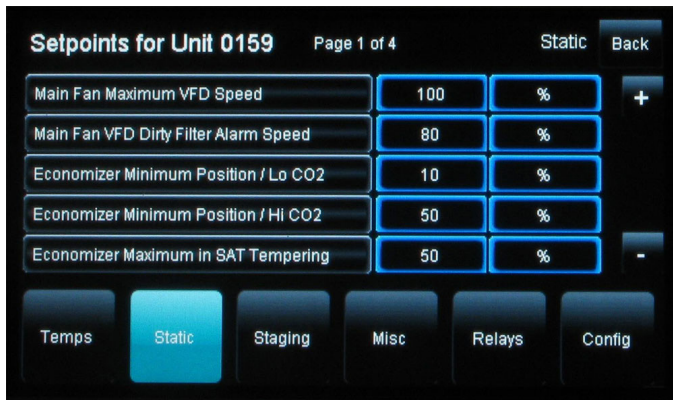 Setpoints for Unit 0159 Page 1 of 4 Static Back
Main Fan Maximum VFD Speed 100 % +
Main Fan VFD Dirty Filter Alarm Speed 80 %
Economizer Minimum Position / Lo CO2 10 %
Economizer Minimum Position / Hi CO2 50 %
Economizer Maximum in SAT Tempering 50 % -
Temps Static Staging Misc Relays Config